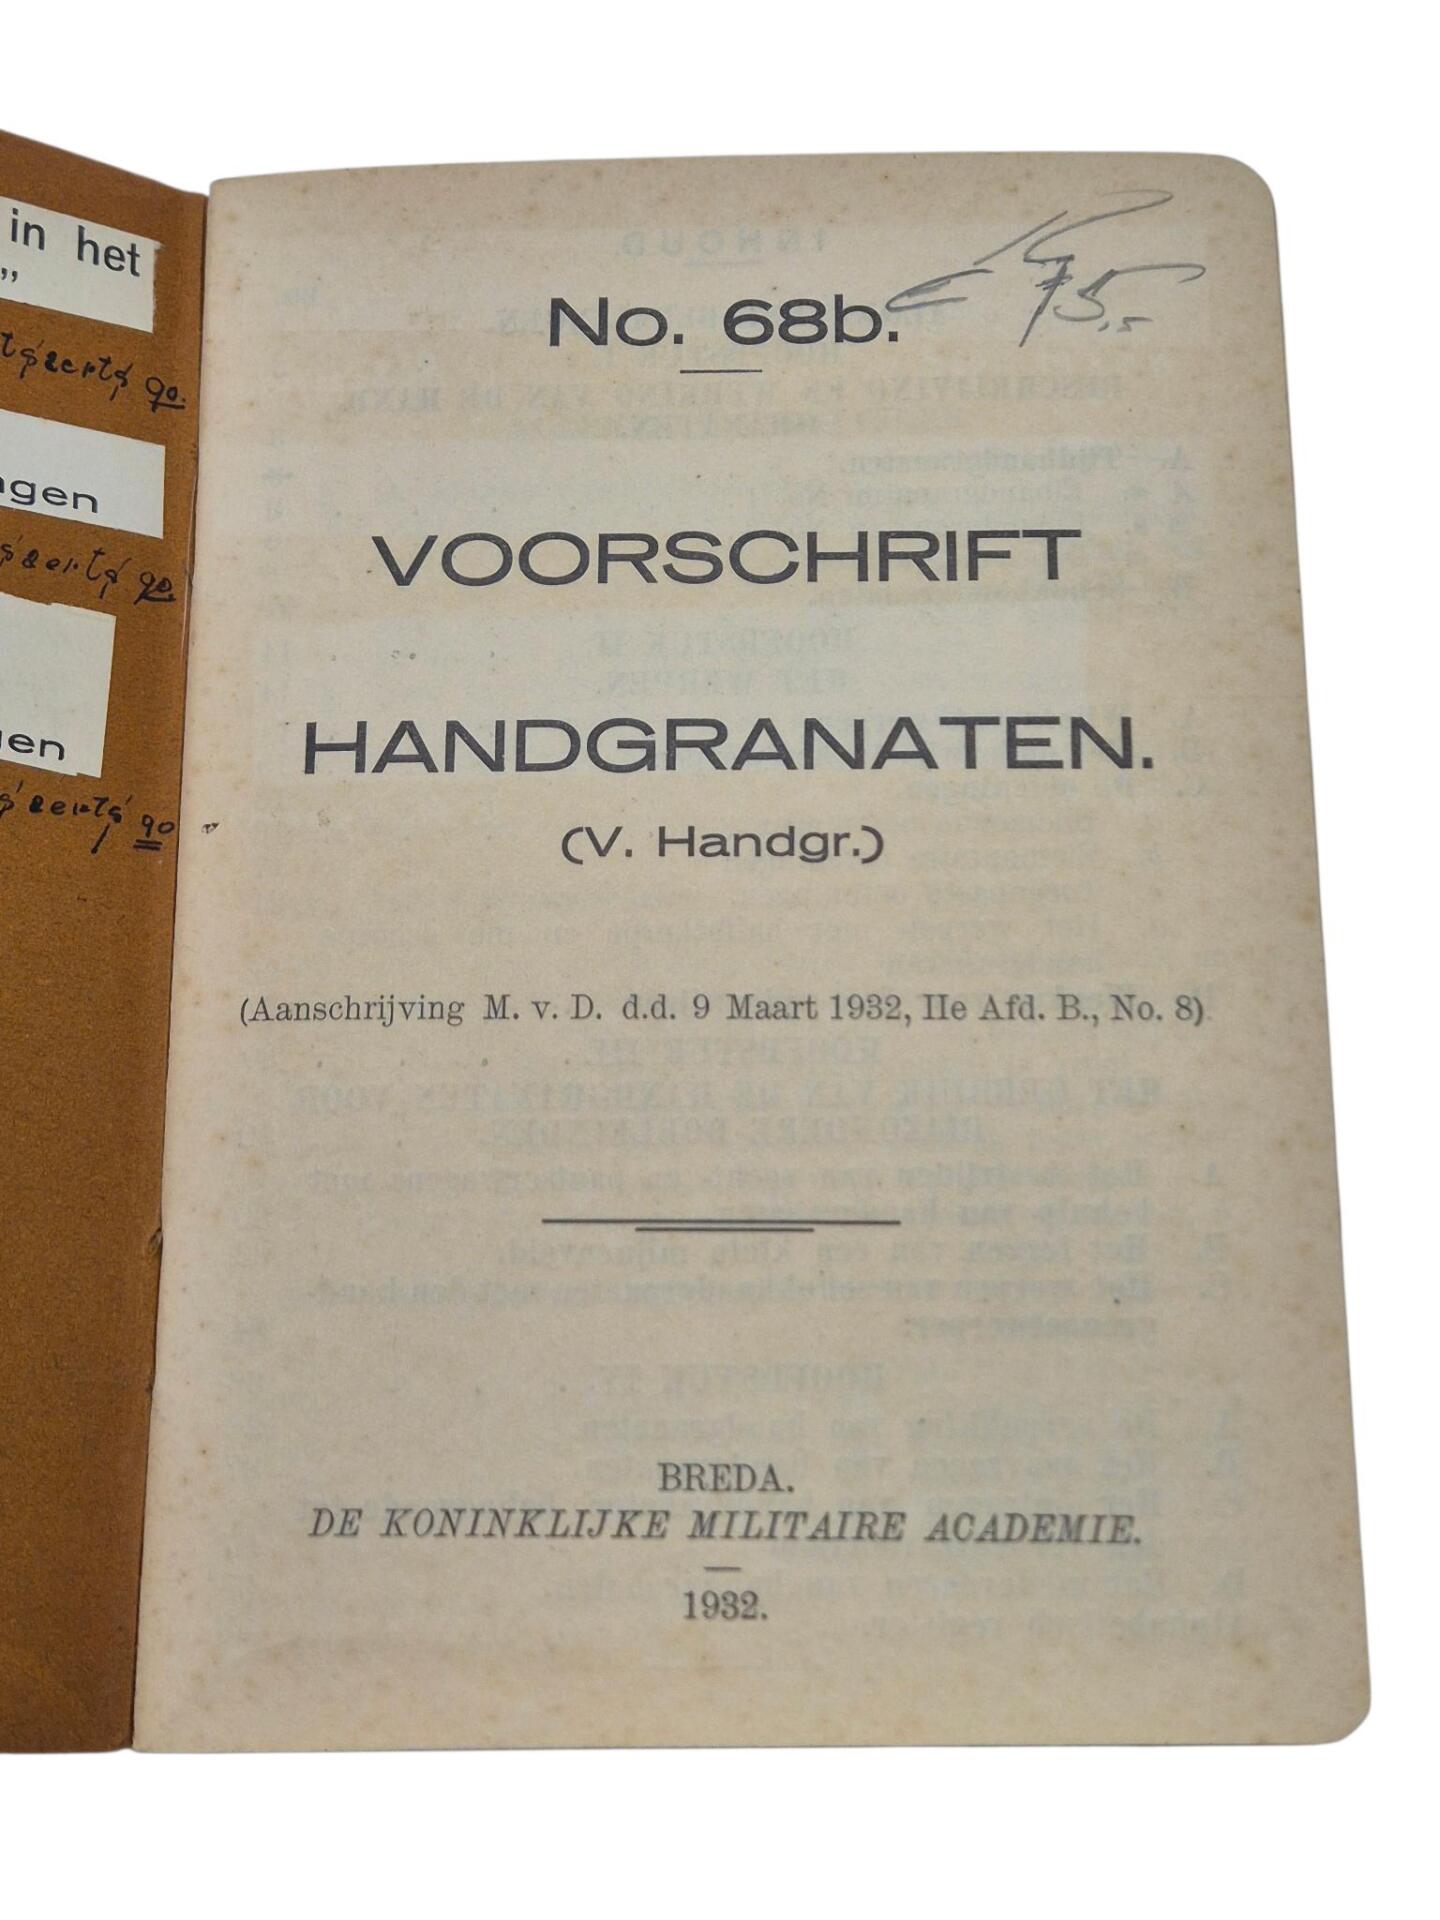 in het
”
ngen
en
No. 68b.
VOORSCHRIFT
HANDGRANATEN.
(V. Handgr.)
(Aanschrijving M. v. D. d.d. 9 Maart 1932, IIe Afd. B., No. 8)
BREDA.
DE KONINKLIJKE MILITAIRE ACADEMIE.
1932.